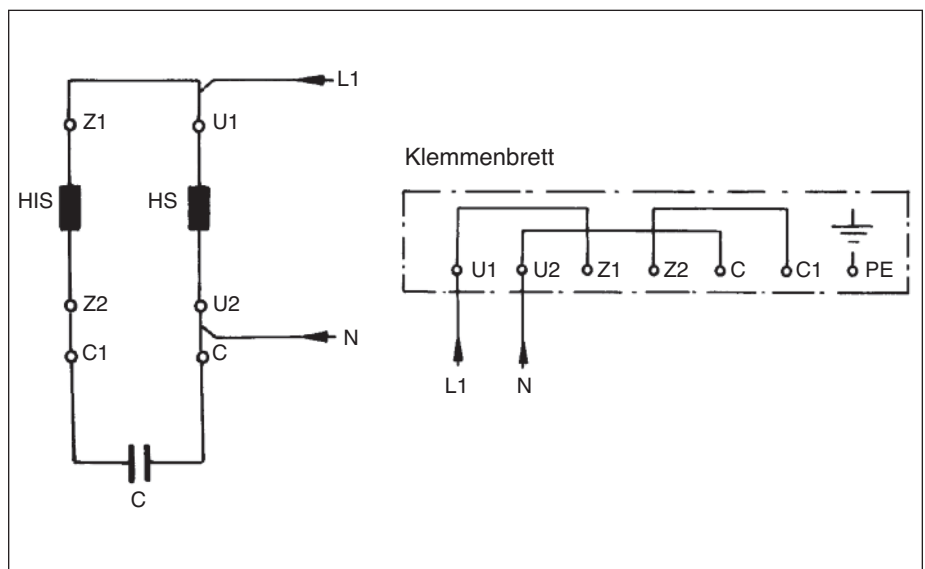 L1
Z1 U1
HIS HS
Z2 U2
N
C1 C
C
Klemmenbrett
U1 U2 Z1 Z2 C C1 PE
L1 N